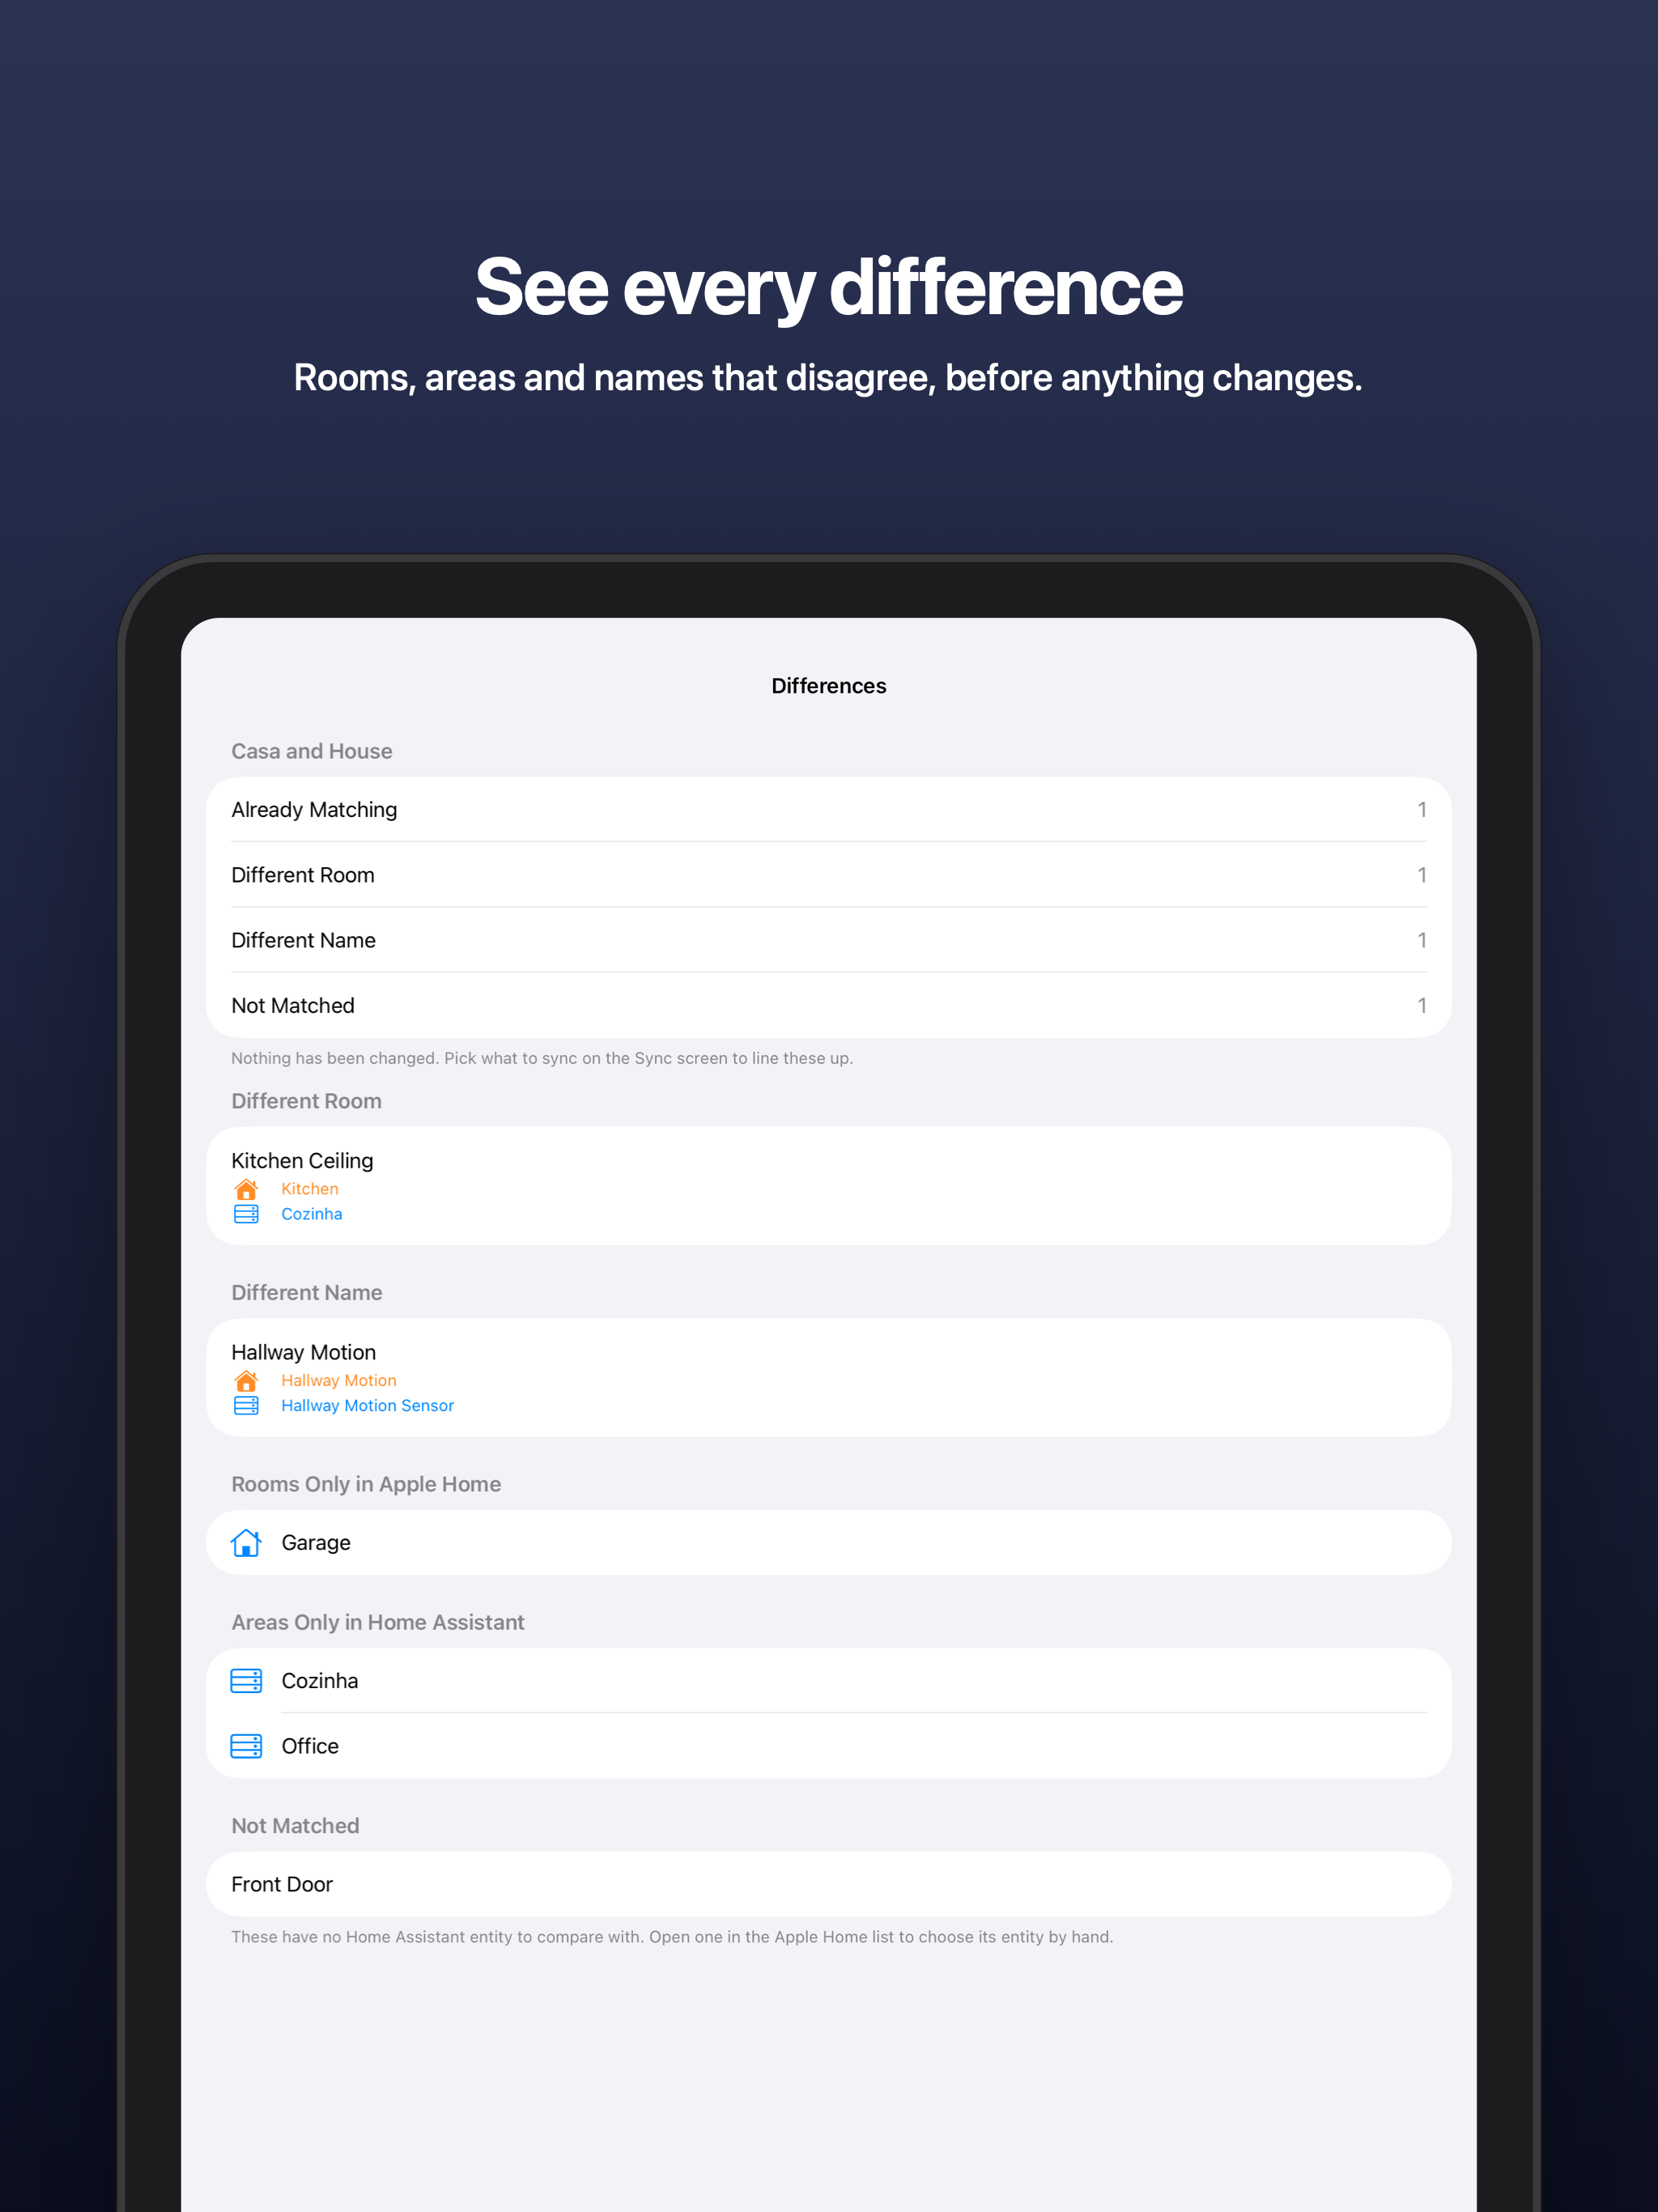 See every difference
Rooms, areas and names that disagree, before anything changes.
Differences
Casa and House
Already Matching 1
Different Room 1
Different Name 1
Not Matched 1
Nothing has been changed. Pick what to sync on the Sync screen to line these up.
Different Room
Kitchen Ceiling
Kitchen
Cozinha
Different Name
Hallway Motion
Hallway Motion
Hallway Motion Sensor
Rooms Only in Apple Home
Garage
Areas Only in Home Assistant
Cozinha
Office
Not Matched
Front Door
These have no Home Assistant entity to compare with. Open one in the Apple Home list to choose its entity by hand.